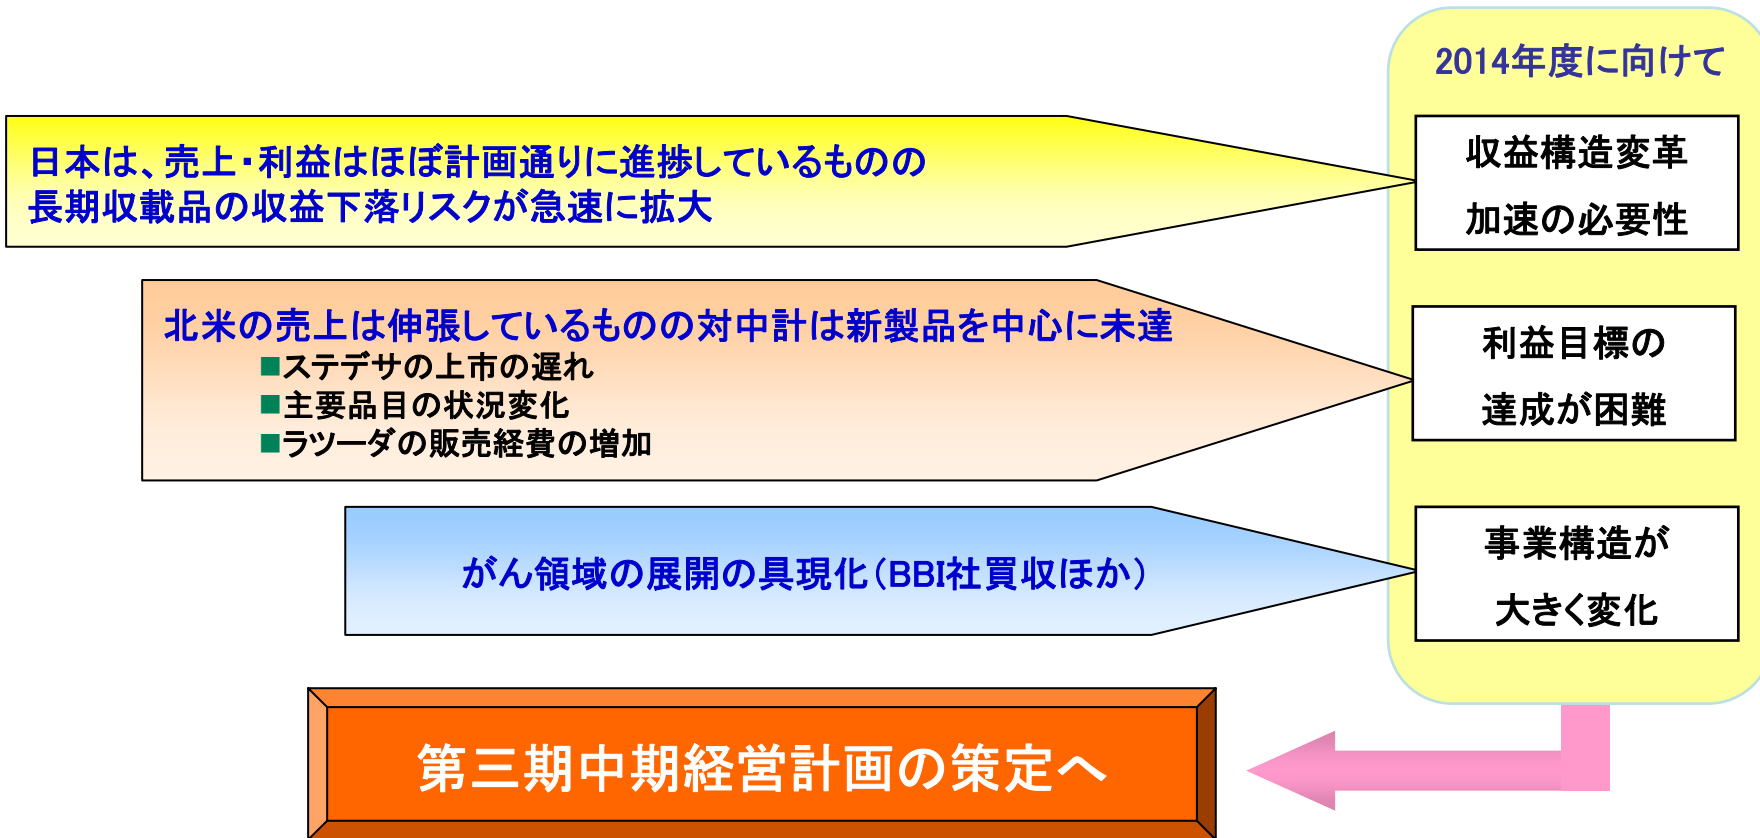 2014年度に向けて
日本は、売上・利益はほぼ計画通りに進捗しているものの
長期収載品の収益下落リスクが急速に拡大
収益構造変革
加速の必要性
北米の売上は伸張しているものの対中計は新製品を中心に未達
■ステデサの上市の遅れ
■主要品目の状況変化
■ラツーダの販売経費の増加
利益目標の
達成が困難
がん領域の展開の具現化（BBI社買収ほか）
事業構造が
大きく変化
第三期中期経営計画の策定へ